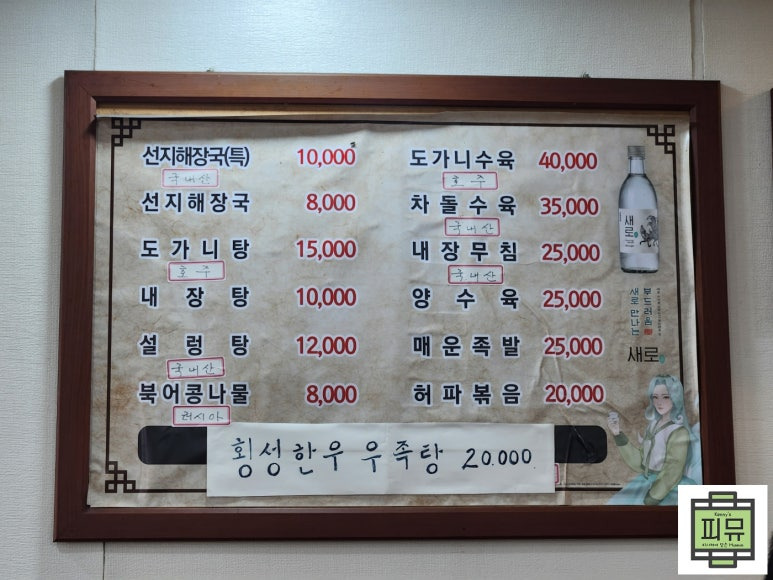 선지해장국(특) 10,000
국내산
선지해장국 8,000
도가니탕 15,000
호주
내장탕 10,000
설렁탕 12,000
국내산
북어콩나물 8,000
러시아
도가니수육 40,000
호주
차돌수육 35,000
국내산
내장무침 25,000
국내산
양수육 25,000
매운족발 25,000
허파볶음 20,000
횡성한우 우족탕 20.000.
새로
부드러움
새로 만나는
새로
Kenny's
피뮤